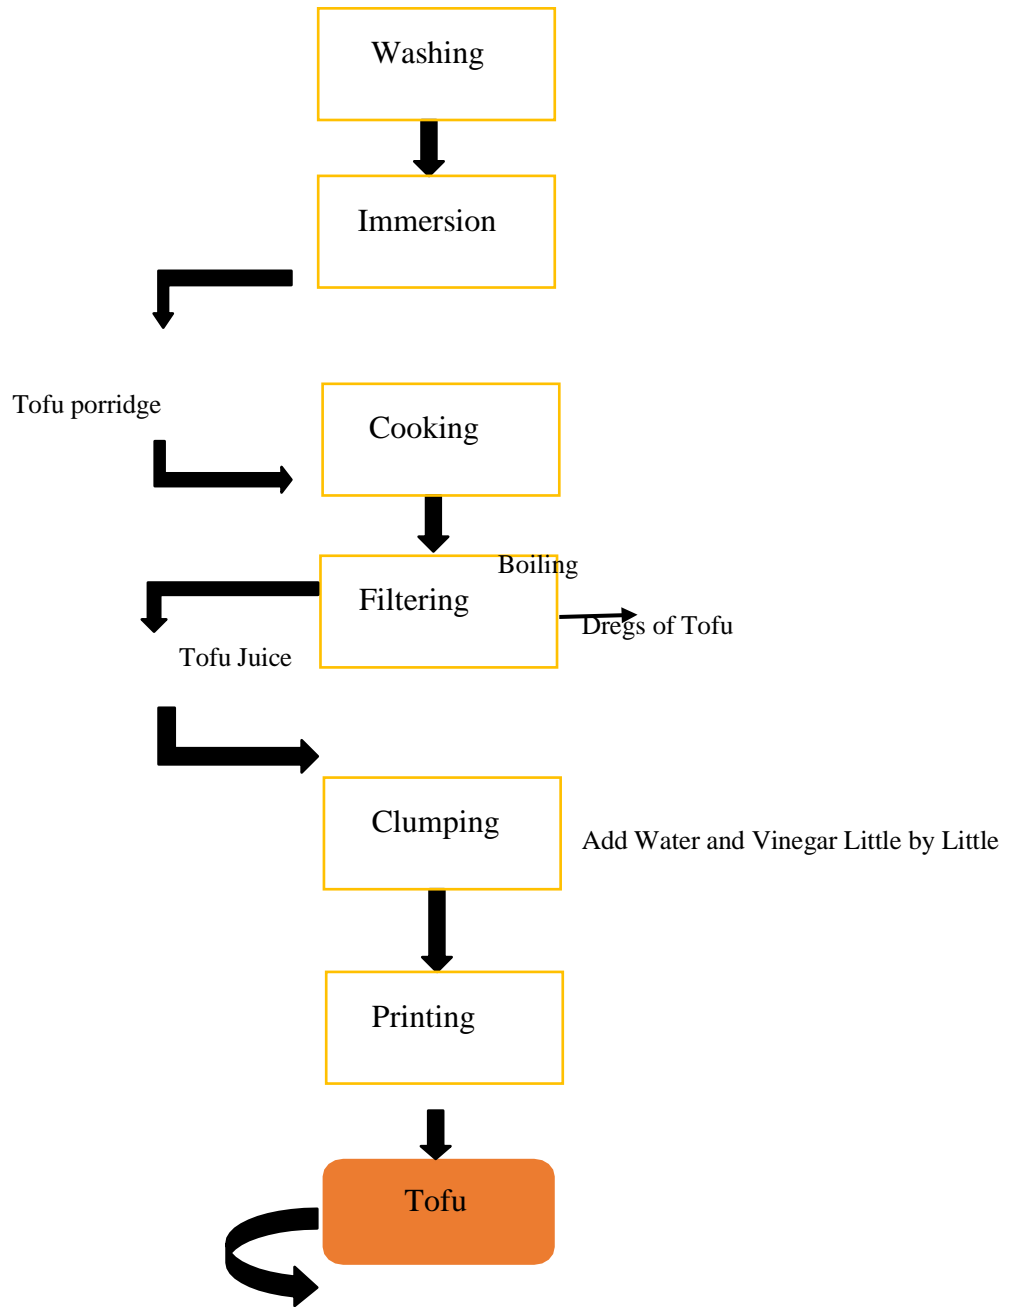 Washing
Immersion
Tofu porridge
Cooking
Boiling
Filtering
Dregs of Tofu
Tofu Juice
Clumping
Add Water and Vinegar Little by Little
Printing
Tofu